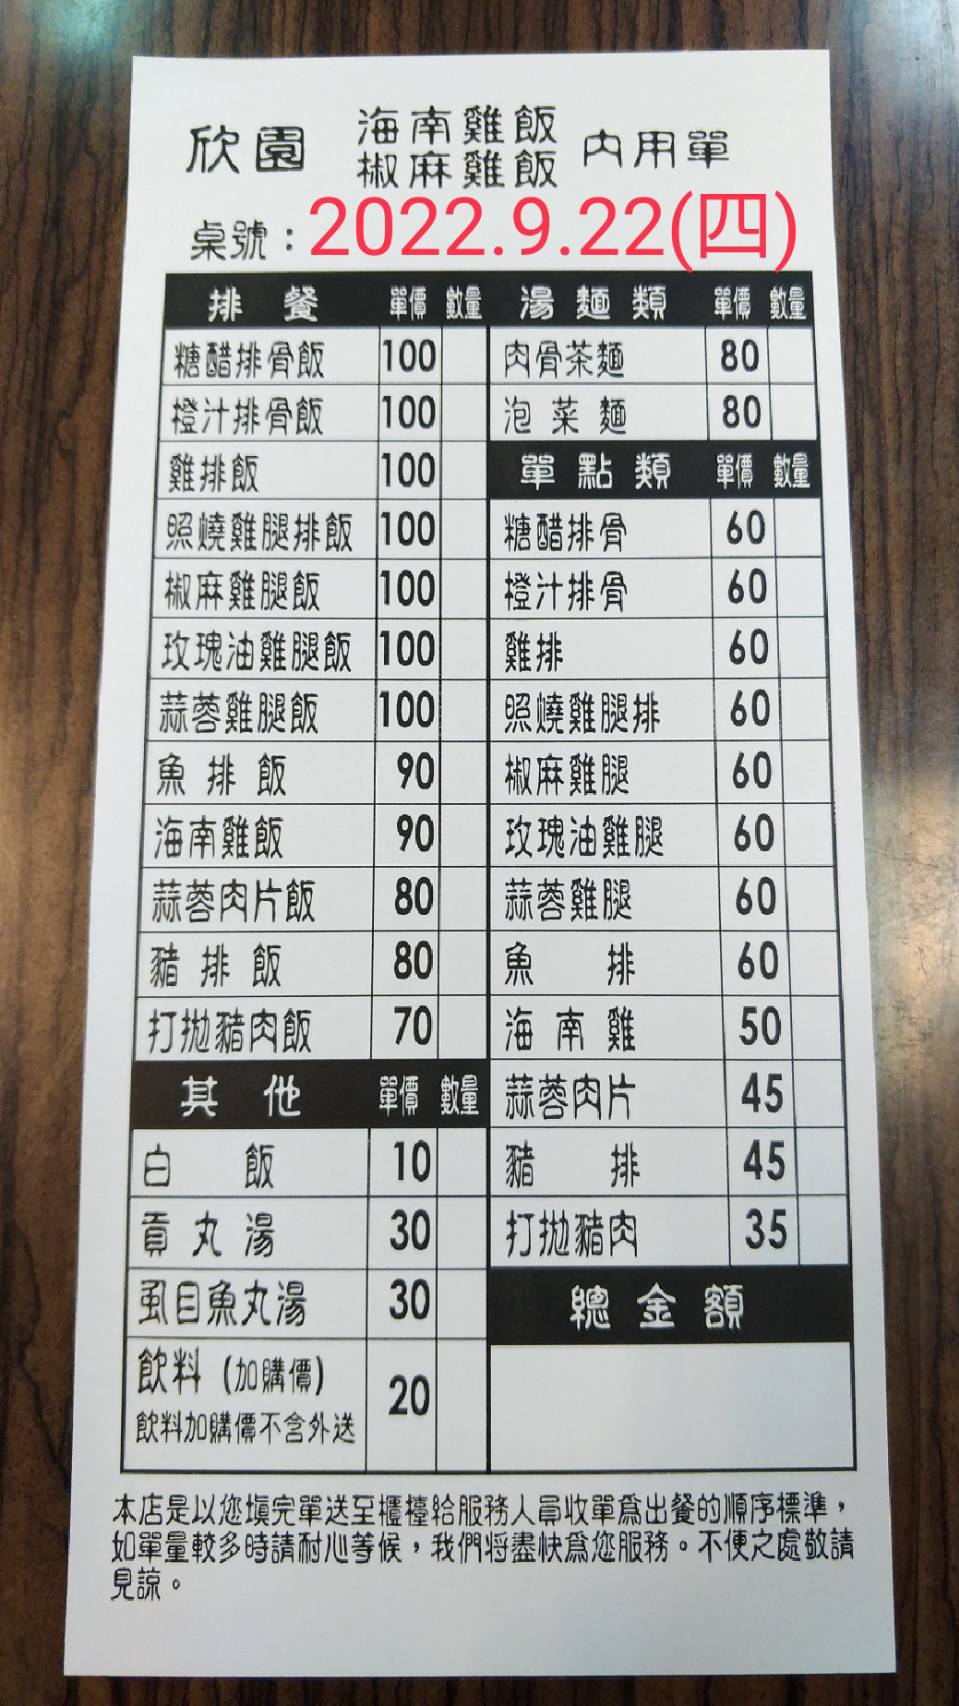 欣園 海南雞飯 椒麻雞飯 內用單
桌號：2022.9.22(四)
排餐 單價 數量
糖醋排骨飯 100
橙汁排骨飯 100
雞排飯 100
照燒雞腿排飯 100
椒麻雞腿飯 100
玫瑰油雞腿飯 100
蒜蓉雞腿飯 100
魚排飯 90
海南雞飯 90
蒜蓉肉片飯 80
豬排飯 80
打拋豬肉飯 70
其他 單價 數量
白飯 10
貢丸湯 30
虱目魚丸湯 30
飲料（加購價） 20
飲料加購價不含外送
湯麵類 單價 數量
肉骨茶麵 80
泡菜麵 80
單點類 單價 數量
糖醋排骨 60
橙汁排骨 60
雞排 60
照燒雞腿排 60
椒麻雞腿 60
玫瑰油雞腿 60
蒜蓉雞腿 60
魚排 60
海南雞 50
蒜蓉肉片 45
豬排 45
打拋豬肉 35
總金額
本店是以您填完單送至櫃檯給服務人員收單為出餐的順序標準，
如單量較多時請耐心等候，我們將盡快為您服務。不便之處敬請
見諒。